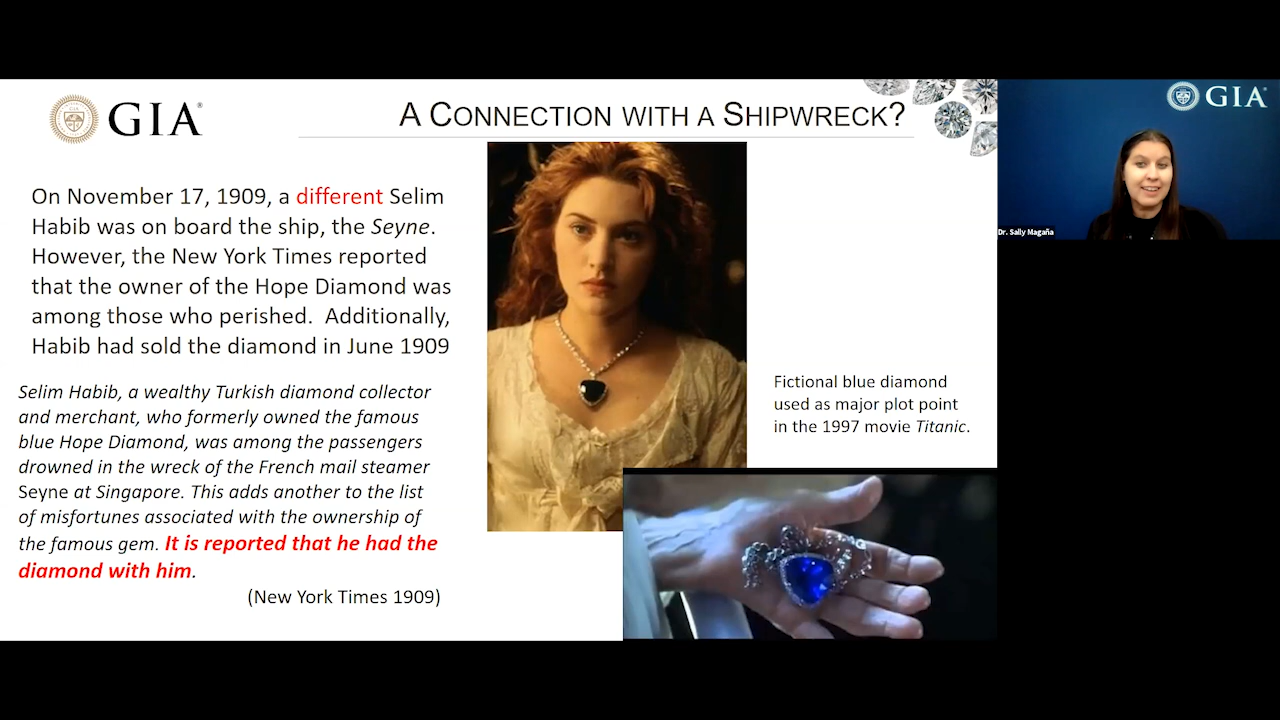 GIA®
A CONNECTION WITH A SHIPWRECK?
On November 17, 1909, a different Selim
Habib was on board the ship, the Seyne.
However, the New York Times reported
that the owner of the Hope Diamond was
among those who perished. Additionally,
Habib had sold the diamond in June 1909
Selim Habib, a wealthy Turkish diamond collector
and merchant, who formerly owned the famous
blue Hope Diamond, was among the passengers
drowned in the wreck of the French mail steamer
Seyne at Singapore. This adds another to the list
of misfortunes associated with the ownership of
the famous gem. It is reported that he had the
diamond with him.
(New York Times 1909)
Fictional blue diamond
used as major plot point
in the 1997 movie Titanic.
GIA®
Dr. Sally Magaña